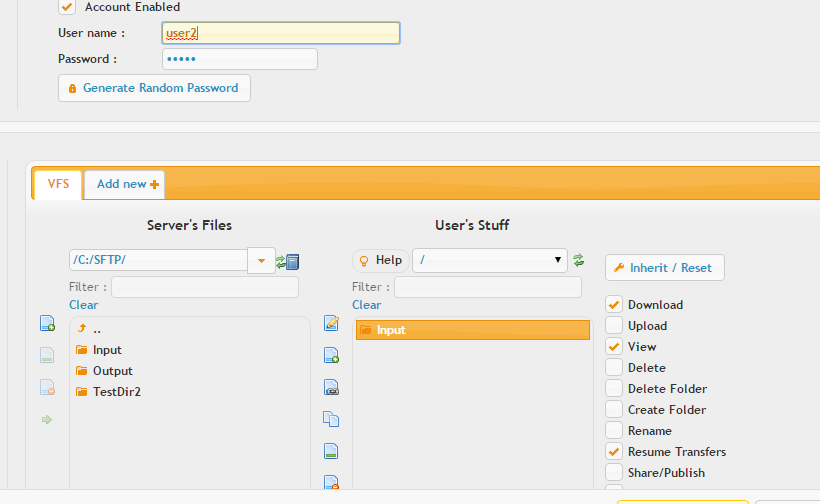 Account Enabled
User name : user2
Password : •••••
Generate Random Password
VFS Add new
Server's Files User's Stuff
/C:/SFTP/ Help / Inherit / Reset
Filter : Filter :
Clear Clear
..
Input
Output
TestDir2
Input
Download
Upload
View
Delete
Delete Folder
Create Folder
Rename
Resume Transfers
Share/Publish